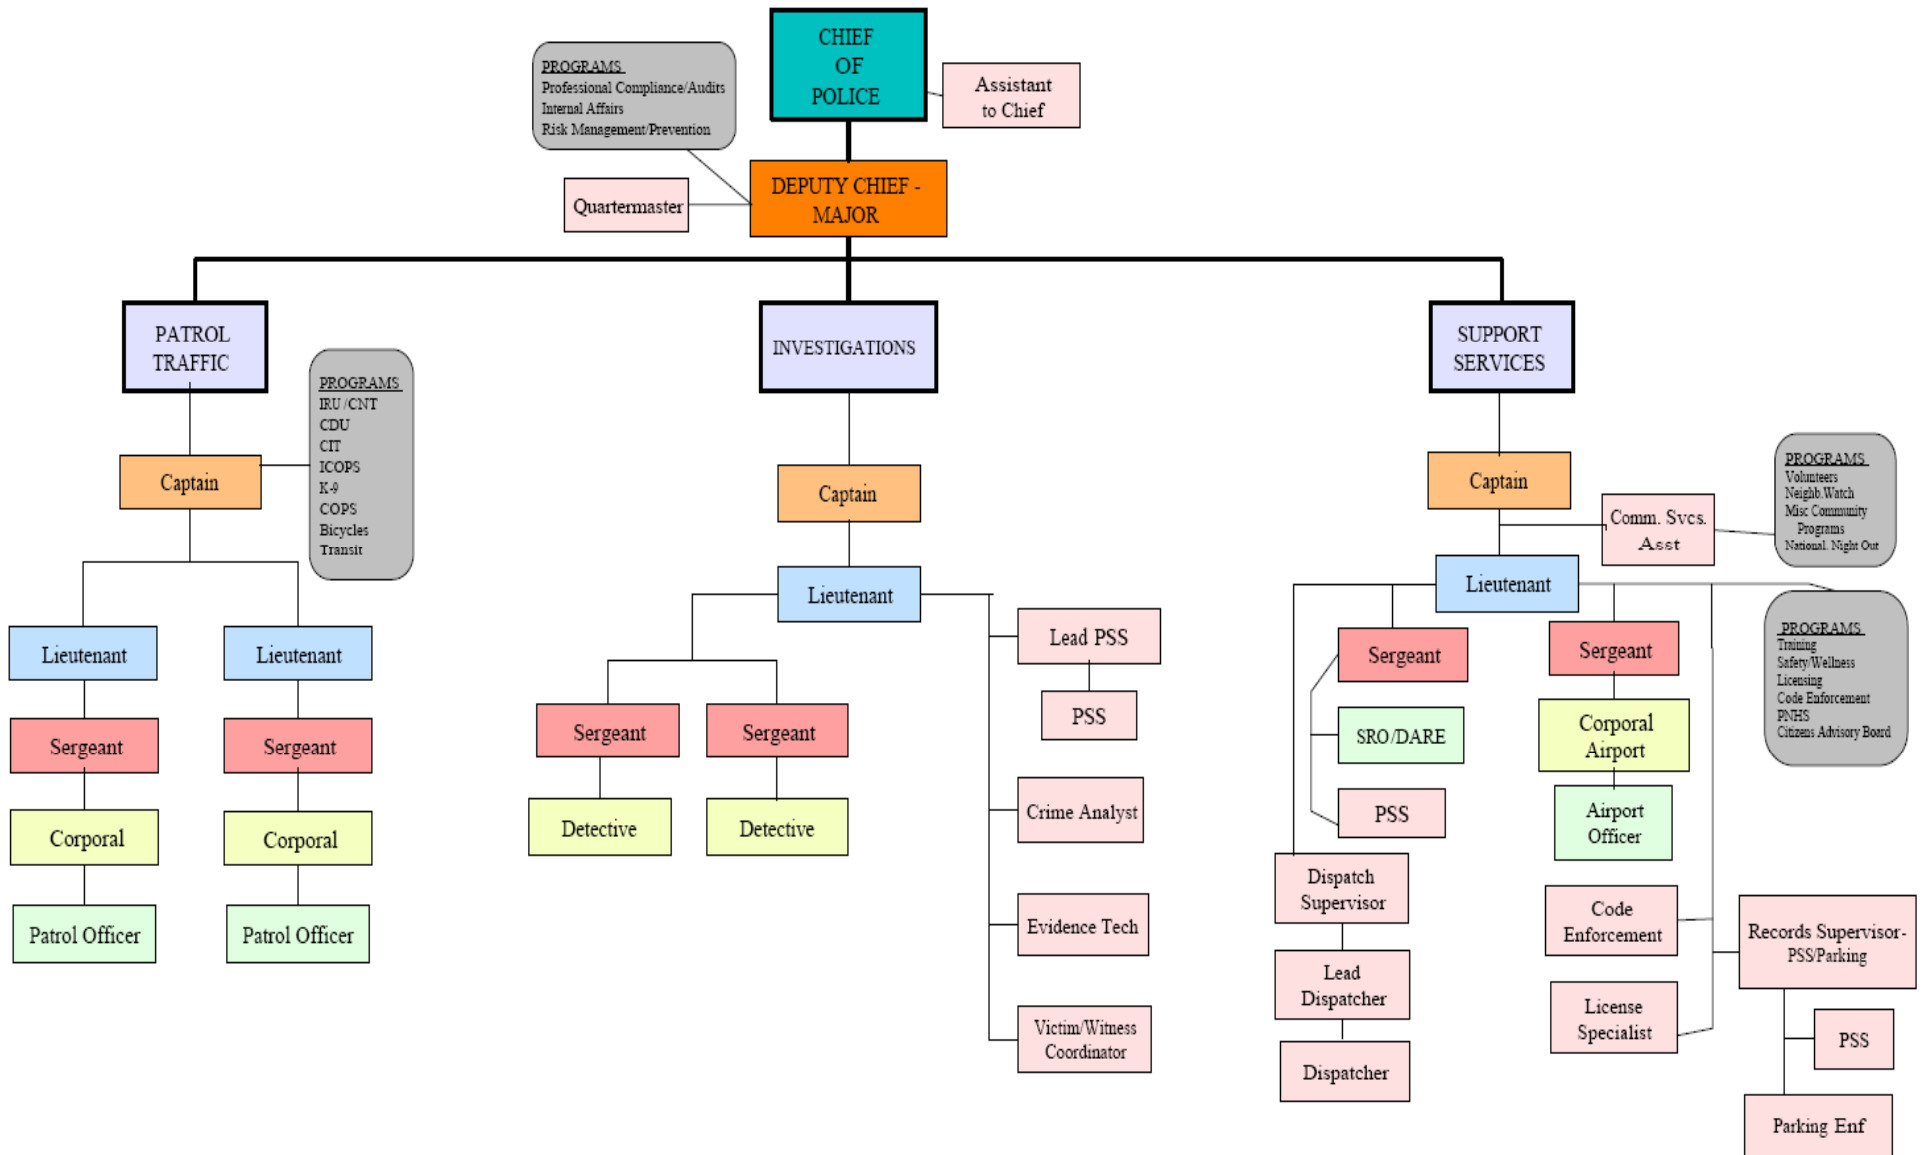 CHIEF
OF
POLICE
PROGRAMS
Professional Compliance/Audits
Internal Affairs
Risk Management/Prevention
Assistant
to Chief
DEPUTY CHIEF -
MAJOR
Quartermaster
PATROL
TRAFFIC
INVESTIGATIONS
SUPPORT
SERVICES
PROGRAMS
IRU/CNT
CDU
CIT
ICOPS
K-9
COPS
Bicycles
Transit
Captain
Captain
Captain
Comm. Svcs.
Asst
PROGRAMS
Volunteers
Neighb.Watch
Misc Community
Programs
National. Night Out
Lieutenant
Lieutenant
Lieutenant
Lieutenant
PROGRAMS
Training
Safety/Wellness
Licensing
Code Enforcement
PNHS
Citizens Advisory Board
Sergeant
Sergeant
Corporal
Corporal
Patrol Officer
Patrol Officer
Sergeant
Sergeant
Detective
Detective
Lead PSS
PSS
Crime Analyst
Evidence Tech
Victim/Witness
Coordinator
Sergeant
SRO/DARE
PSS
Dispatch
Supervisor
Lead
Dispatcher
Dispatcher
Sergeant
Corporal
Airport
Airport
Officer
Code
Enforcement
License
Specialist
Records Supervisor-
PSS/Parking
PSS
Parking Enf